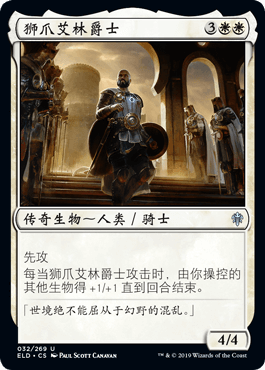 狮爪艾林爵士 3
传奇生物～人类 / 骑士
先攻
每当狮爪艾林爵士攻击时，由你操控的
其他生物得 +1/+1 直到回合结束。
「世境绝不能屈从于幻野的混乱。」
4/4
032/269 U
ELD • CS PAUL SCOTT CANAVAN
™ & © 2019 Wizards of the Coast